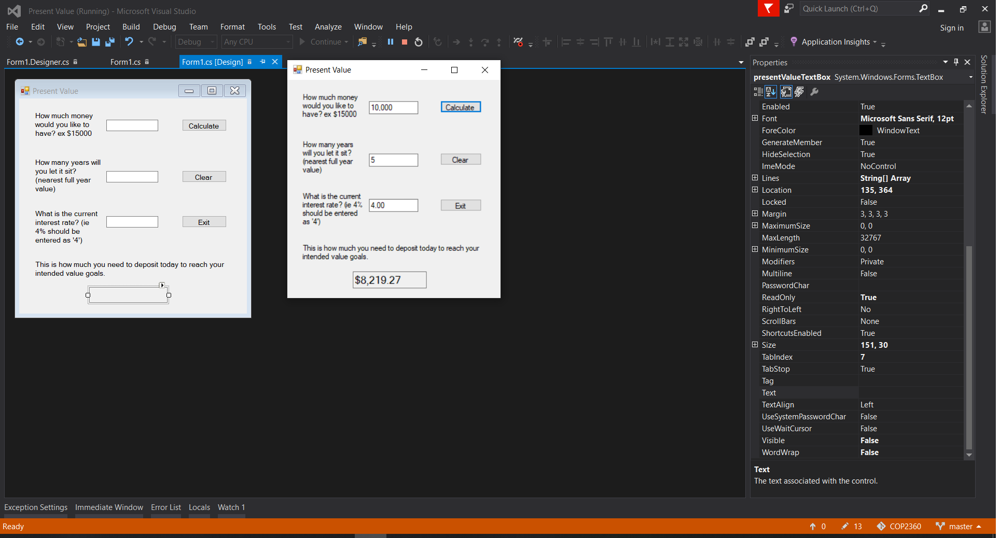 Present Value (Running) - Microsoft Visual Studio
Quick Launch (Ctrl+Q)
File Edit View Project Build Debug Team Format Tools Test Analyze Window Help
Sign in
Debug Any CPU Continue Application Insights
Form1.Designer.cs Form1.cs Form1.cs [Design]
Present Value
How much money
would you like to
have? ex $15000
Calculate
How many years will
you let it sit?
(nearest full year
value)
Clear
What is the current
interest rate? (ie
4% should be
entered as '4')
Exit
This is how much you need to deposit today to reach your
intended value goals.
Present Value
How much money
would you like to
have? ex $15000
10,000
Calculate
How many years
will you let it sit?
(nearest full year
value)
5
Clear
What is the current
interest rate? (ie 4%
should be entered
as '4')
4.00
Exit
This is how much you need to deposit today to reach your
intended value goals.
$8,219.27
Properties
presentValueTextBox System.Windows.Forms.TextBox
Enabled True
Font Microsoft Sans Serif, 12pt
ForeColor WindowText
GenerateMember True
HideSelection True
ImeMode NoControl
Lines String[] Array
Location 135, 364
Locked False
Margin 3, 3, 3, 3
MaximumSize 0, 0
MaxLength 32767
MinimumSize 0, 0
Modifiers Private
Multiline False
PasswordChar
ReadOnly True
RightToLeft No
ScrollBars None
ShortcutsEnabled True
Size 151, 30
TabIndex 7
TabStop True
Tag
Text
TextAlign Left
UseSystemPasswordChar False
UseWaitCursor False
Visible False
WordWrap False
Text
The text associated with the control.
Solution Explorer
Exception Settings Immediate Window Error List Locals Watch 1
Ready
0 13 COP2360 master